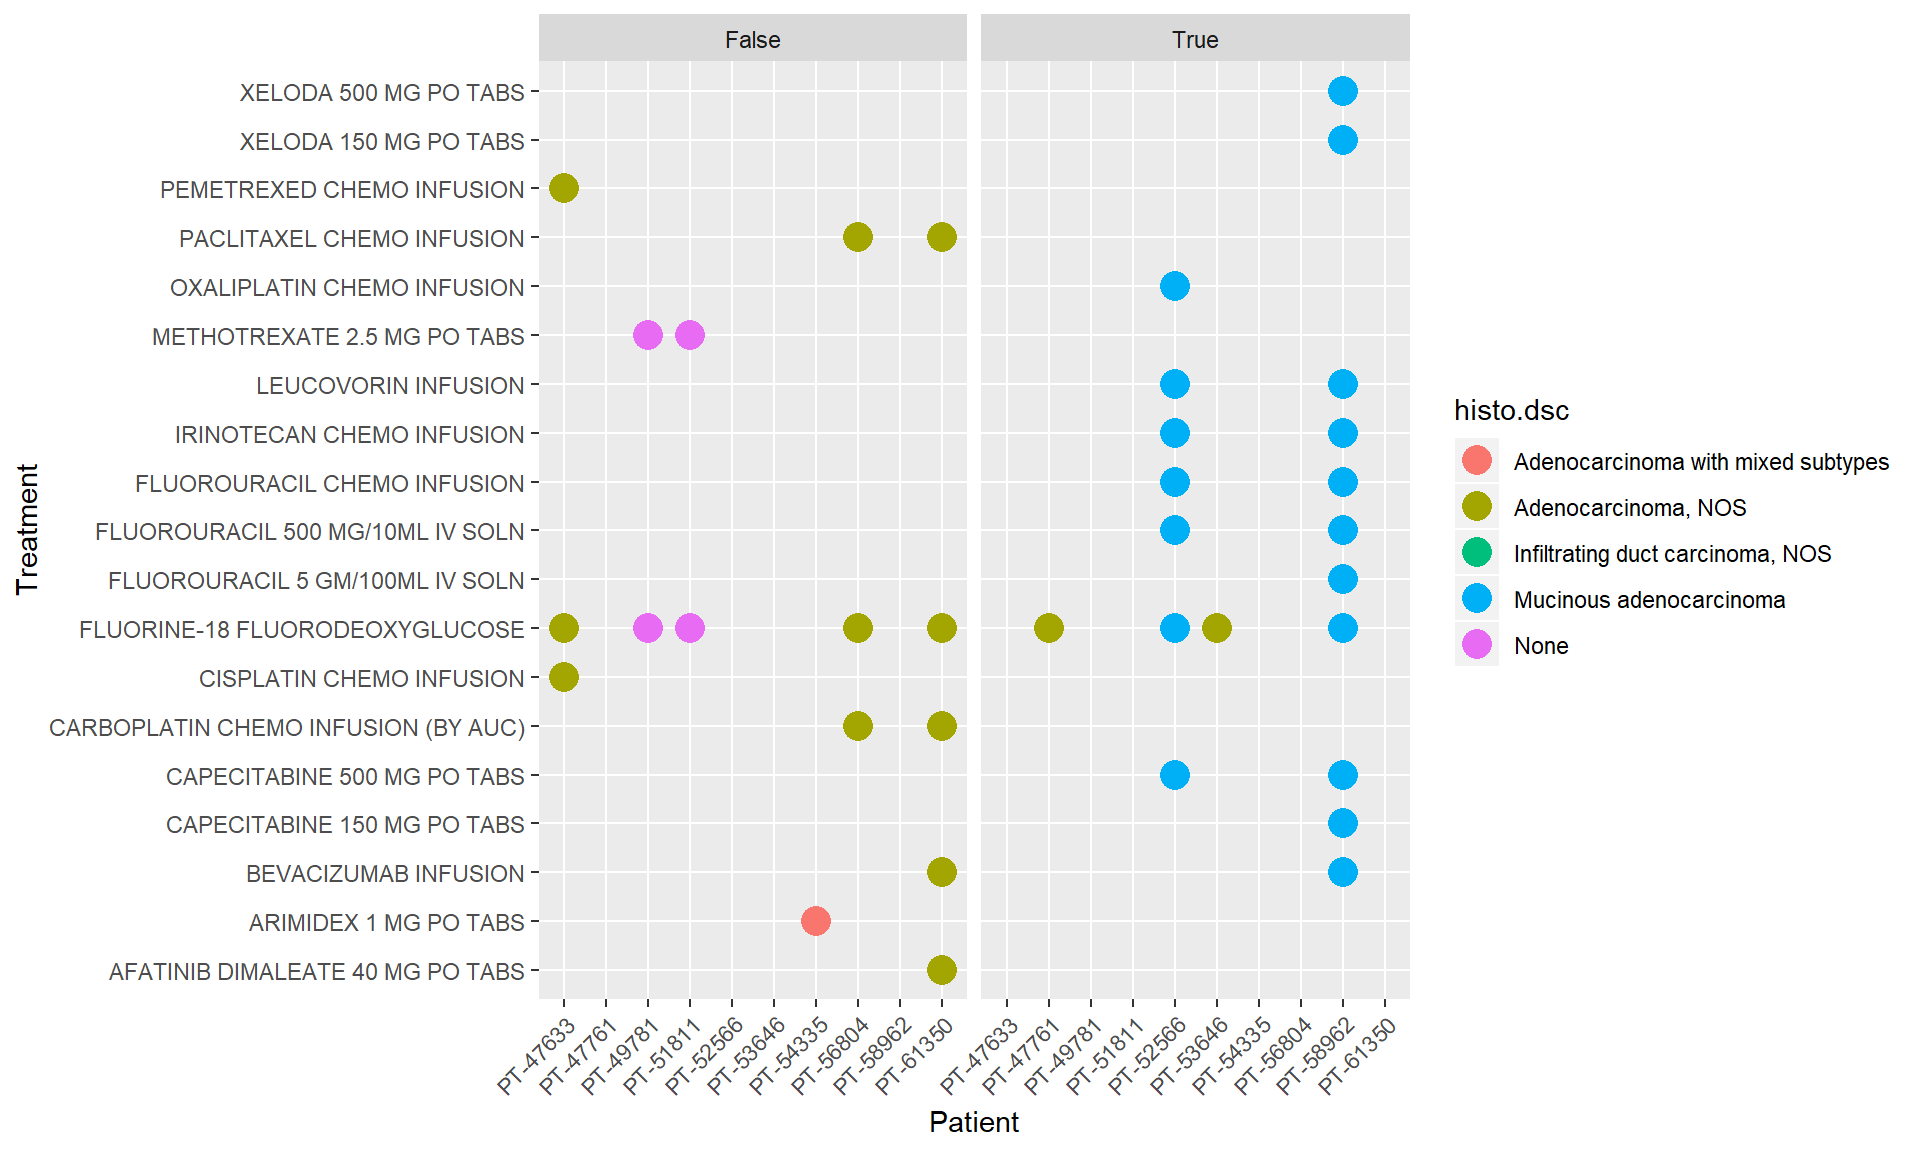 False
True
XELODA 500 MG PO TABS
XELODA 150 MG PO TABS
PEMETREXED CHEMO INFUSION
PACLITAXEL CHEMO INFUSION
OXALIPLATIN CHEMO INFUSION
METHOTREXATE 2.5 MG PO TABS
LEUCOVORIN INFUSION
IRINOTECAN CHEMO INFUSION
FLUOROURACIL CHEMO INFUSION
FLUOROURACIL 500 MG/10ML IV SOLN
FLUOROURACIL 5 GM/100ML IV SOLN
FLUORINE-18 FLUORODEOXYGLUCOSE
CISPLATIN CHEMO INFUSION
CARBOPLATIN CHEMO INFUSION (BY AUC)
CAPECITABINE 500 MG PO TABS
CAPECITABINE 150 MG PO TABS
BEVACIZUMAB INFUSION
ARIMIDEX 1 MG PO TABS
AFATINIB DIMALEATE 40 MG PO TABS
Treatment
PT-47633
PT-47761
PT-49781
PT-51811
PT-52566
PT-53646
PT-54335
PT-56804
PT-58962
PT-61350
PT-47633
PT-47761
PT-49781
PT-51811
PT-52566
PT-53646
PT-54335
PT-56804
PT-58962
PT-61350
Patient
histo.dsc
Adenocarcinoma with mixed subtypes
Adenocarcinoma, NOS
Infiltrating duct carcinoma, NOS
Mucinous adenocarcinoma
None